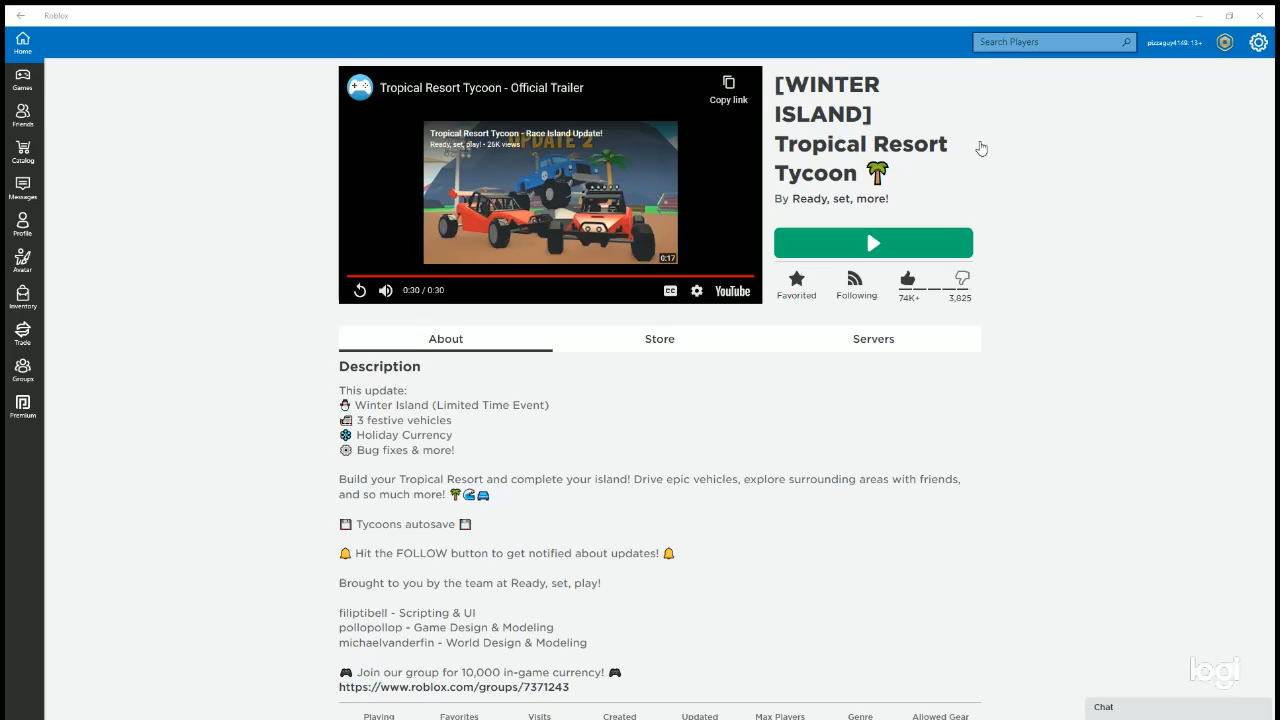 Roblox
Home
Search Players
pizzaguy4149: 13+
Games
Friends
Catalog
Messages
Profile
Avatar
Inventory
Trade
Groups
Premium
Tropical Resort Tycoon - Official Trailer
Copy link
Tropical Resort Tycoon - Race Island Update!
Ready, set, play! • 26K views
UPDATE 2
0:17
0:30 / 0:30
CC
YouTube
[WINTER
ISLAND]
Tropical Resort
Tycoon 🌴
By Ready, set, more!
Favorited
Following
74K+
3,825
About
Store
Servers
Description
This update:
⛄ Winter Island (Limited Time Event)
3 festive vehicles
Holiday Currency
Bug fixes & more!
Build your Tropical Resort and complete your island! Drive epic vehicles, explore surrounding areas with friends,
and so much more! 🌴🌊🚘
💾 Tycoons autosave 💾
🔔 Hit the FOLLOW button to get notified about updates! 🔔
Brought to you by the team at Ready, set, play!
filiptibell - Scripting & UI
pollopollop - Game Design & Modeling
michaelvanderfin - World Design & Modeling
🎮 Join our group for 10,000 in-game currency! 🎮
https://www.roblox.com/groups/7371243
Playing
Favorites
Visits
Created
Updated
Max Players
Genre
Allowed Gear
logi
Chat